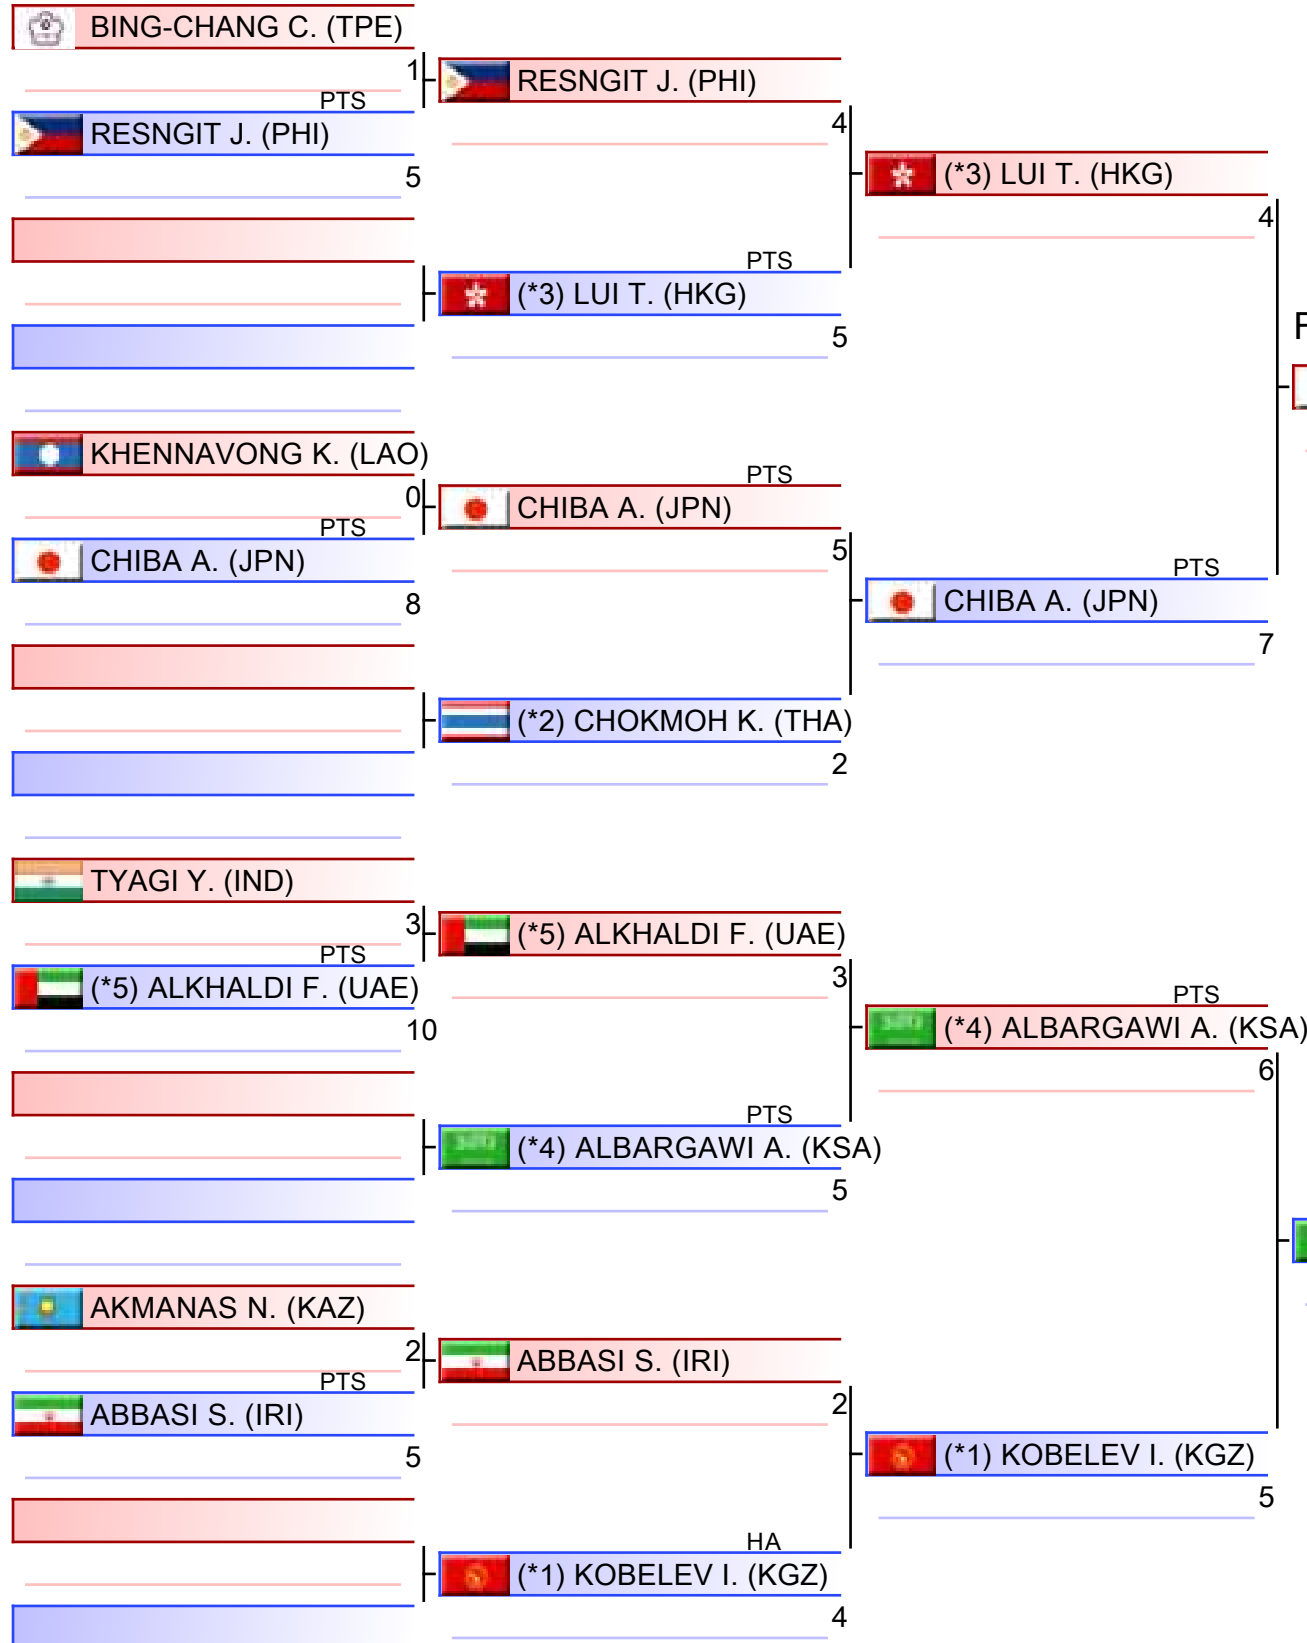 BING-CHANG C. (TPE)
1
PTS
RESNGIT J. (PHI)
5
KHENNAVONG K. (LAO)
0
PTS
CHIBA A. (JPN)
8
TYAGI Y. (IND)
3
PTS
(*5) ALKHALDI F. (UAE)
10
AKMANAS N. (KAZ)
2
PTS
ABBASI S. (IRI)
5
RESNGIT J. (PHI)
4
PTS
(*3) LUI T. (HKG)
5
PTS
CHIBA A. (JPN)
5
(*2) CHOKMOH K. (THA)
2
(*5) ALKHALDI F. (UAE)
3
PTS
(*4) ALBARGAWI A. (KSA)
5
ABBASI S. (IRI)
2
HA
(*1) KOBELEV I. (KGZ)
4
(*3) LUI T. (HKG)
4
PTS
CHIBA A. (JPN)
7
PTS
(*4) ALBARGAWI A. (KSA)
6
(*1) KOBELEV I. (KGZ)
5